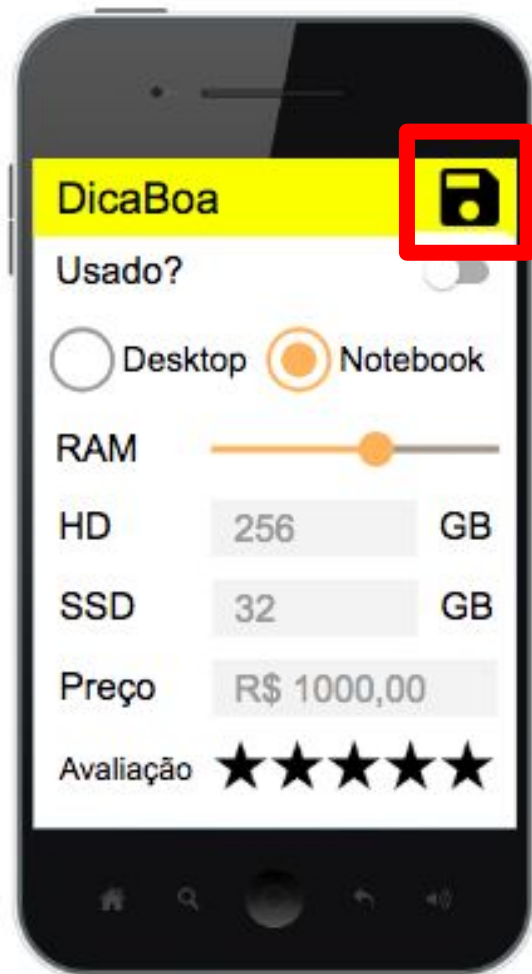 DicaBoa
Usado?
Desktop Notebook
RAM
HD 256 GB
SSD 32 GB
Preço R$ 1000,00
Avaliação